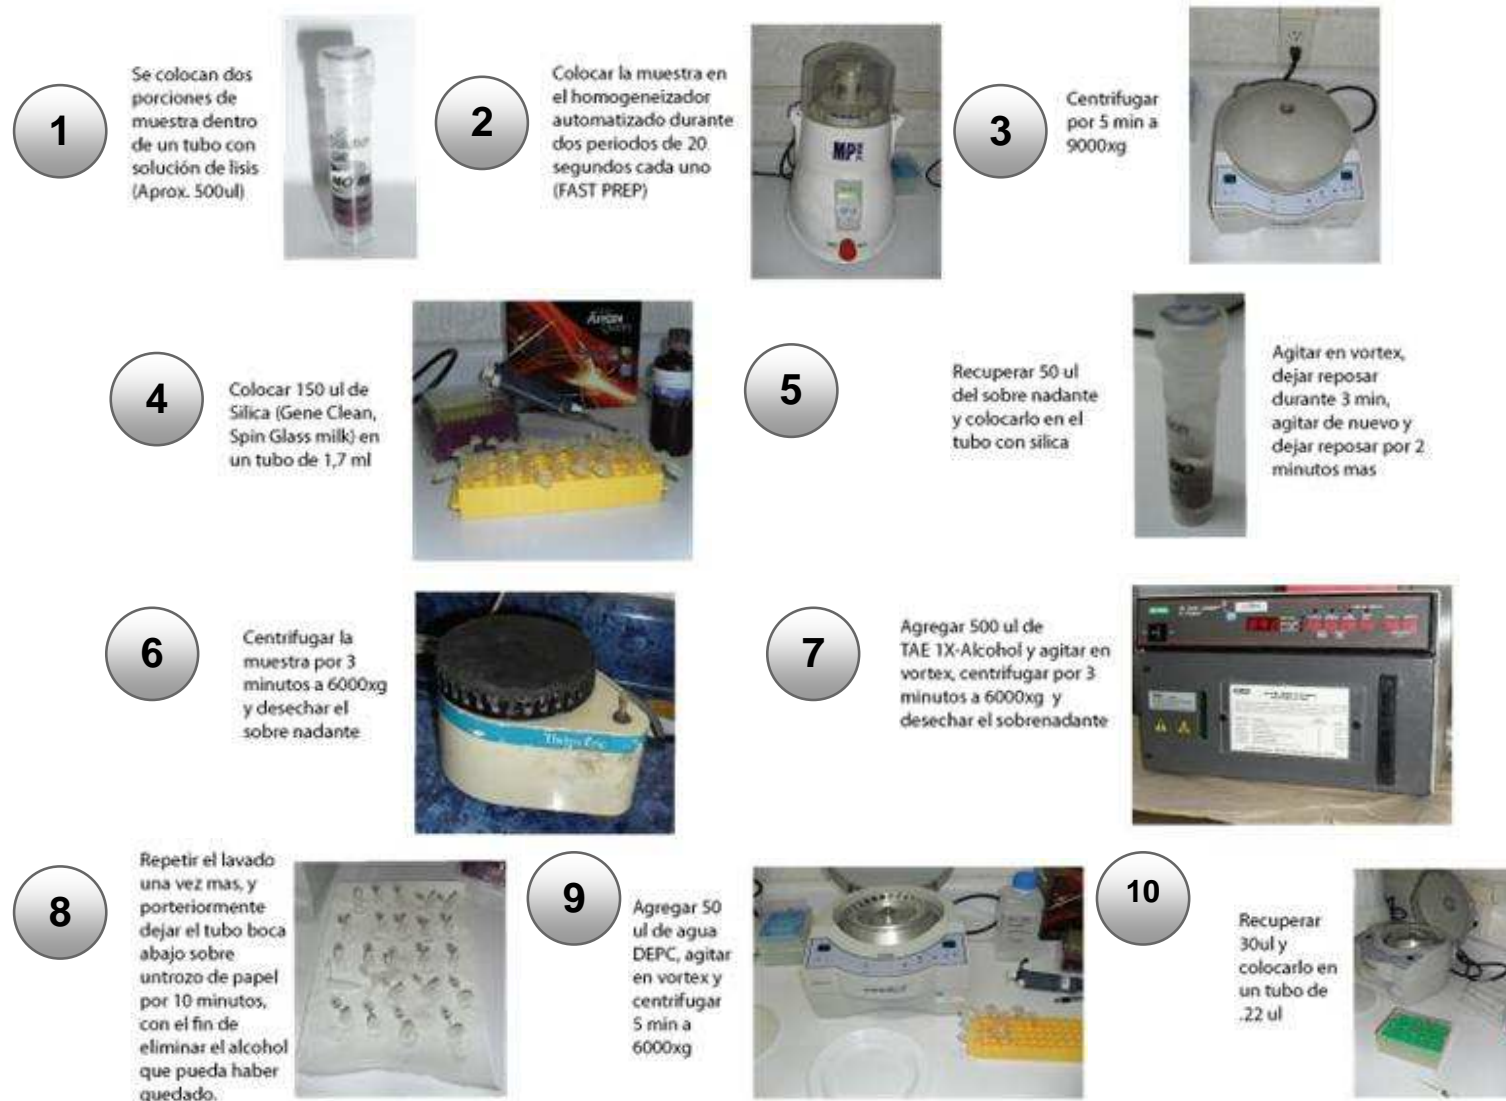 1
Se colocan dos
porciones de
muestra dentro
de un tubo con
solución de lisis
(Aprox. 500ul)
2
Colocar la muestra en
el homogeneizador
automatizado durante
dos periodos de 20
segundos cada uno
(FAST PREP)
MP
3
Centrifugar
por 5 min a
9000xg
4
Colocar 150 ul de
Silica (Gene Clean,
Spin Glass milk) en
un tubo de 1,7 ml
5
Recuperar 50 ul
del sobre nadante
y colocarlo en el
tubo con silica
Agitar en vortex,
dejar reposar
durante 3 min,
agitar de nuevo y
dejar reposar por 2
minutos mas
6
Centrifugar la
muestra por 3
minutos a 6000xg
y desechar el
sobre nadante
7
Agregar 500 ul de
TAE 1X-Alcohol y agitar en
vortex, centrifugar por 3
minutos a 6000xg y
desechar el sobrenadante
8
Repetir el lavado
una vez mas, y
porteriormente
dejar el tubo boca
abajo sobre
untrozo de papel
por 10 minutos,
con el fin de
eliminar el alcohol
que pueda haber
quedado.
9
Agregar 50
ul de agua
DEPC, agitar
en vortex y
centrifugar
5 min a
6000xg
10
Recuperar
30ul y
colocarlo en
un tubo de
.22 ul